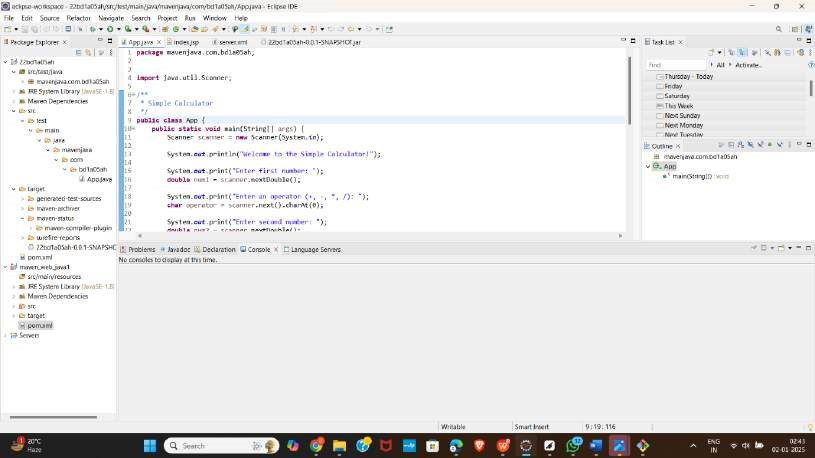 eclipse-workspace - 22bd1a05ah/src/test/main/java/mavenjava/com/bd1a05ah/App.java - Eclipse IDE
File Edit Source Refactor Navigate Search Project Run Window Help
Package Explorer
22bd1a05ah
src/test/java
mavenjava.com.bd1a05ah
JRE System Library [JavaSE-1.8]
Maven Dependencies
src
test
main
java
mavenjava
com
bd1a05ah
App.java
target
generated-test-sources
maven-archiver
maven-status
maven-compiler-plugin
surefire-reports
22bd1a05ah-0.0.1-SNAPSHO
pom.xml
maven_web_java1
src/main/resources
JRE System Library [JavaSE-1.8]
Maven Dependencies
src
target
pom.xml
Servers
App.java index.jsp server.xml 22bd1a05ah-0.0.1-SNAPSHOT.jar
1 package mavenjava.com.bd1a05ah;
2
3
4 import java.util.Scanner;
5
6 /**
7 * Simple Calculator
8 */
9 public class App {
10 public static void main(String[] args) {
11 Scanner scanner = new Scanner(System.in);
12
13 System.out.println("Welcome to the Simple Calculator!");
14
15 System.out.print("Enter first number: ");
16 double num1 = scanner.nextDouble();
17
18 System.out.print("Enter an operator (+, -, *, /): ");
19 char operator = scanner.next().charAt(0);
20
21 System.out.print("Enter second number: ");
22 double num2 = scanner.nextDouble();
Task List
Find All Activate...
Thursday - Today
Friday
Saturday
This Week
Next Sunday
Next Monday
Next Tuesday
Outline
mavenjava.com.bd1a05ah
App
main(String[]) : void
Problems Javadoc Declaration Console Language Servers
No consoles to display at this time.
Writable Smart Insert 9 : 19 : 116
20°C
Haze
Search
ENG
IN
02:43
02-01-2025